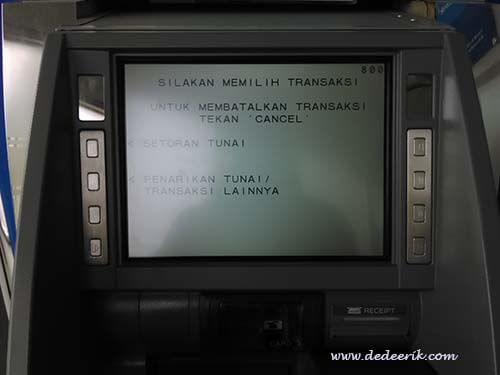 800
SILAKAN MEMILIH TRANSAKSI
UNTUK MEMBATALKAN TRANSAKSI
TEKAN 'CANCEL'
< SETORAN TUNAI
< PENARIKAN TUNAI/
TRANSAKSI LAINNYA
RECEIPT
CARD
www.dedeerik.com